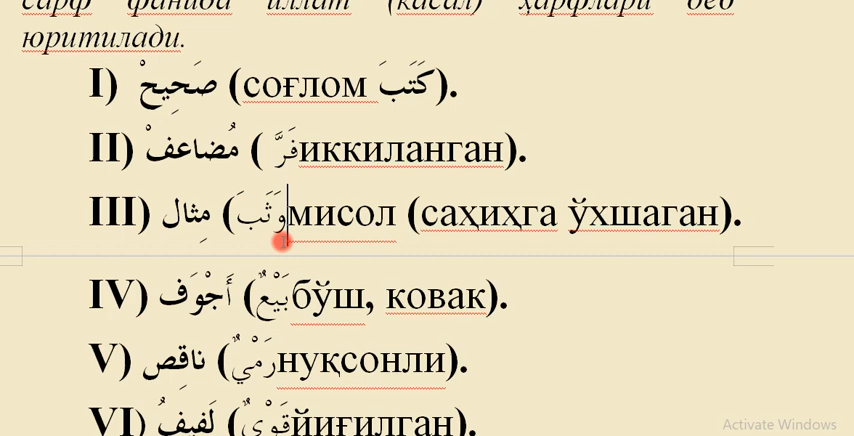 сарф фанида иллат (касал) ҳарфлари деб
юритилади.
I) صَحِيحْ (соғлом كَتَبَ).
II) مُضاعفْ ( فَرَّ иккиланган).
III) مِثال (وَثَبَ мисол (саҳиҳга ўхшаган).
IV) أَجْوَف (بَيْعٌ бўш, ковак).
V) ناقِص (رَمْيٌ нуқсонли).
VI) لَفِيفُ (قَوْيٌ йиғилган).
Activate Windows